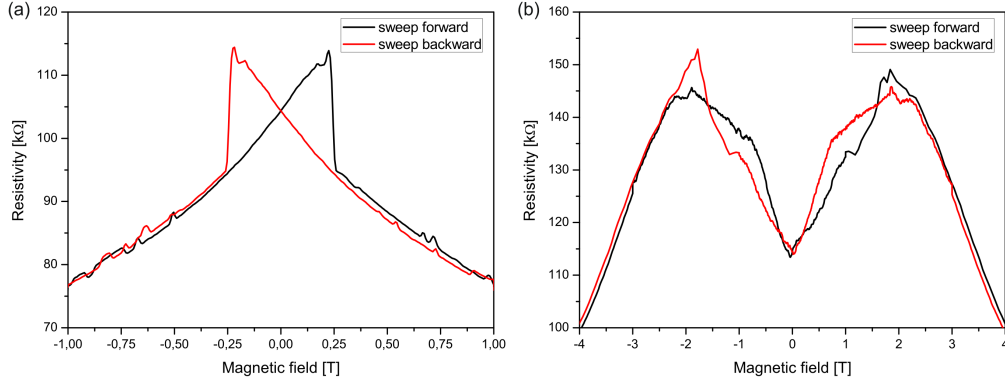 (a)
sweep forward
sweep backward
Resistivity [kΩ]
120
110
100
90
80
70
-1,00 -0,75 -0,50 -0,25 0,00 0,25 0,50 0,75 1,00
Magnetic field [T]
(b)
sweep forward
sweep backward
Resistivity [kΩ]
160
150
140
130
120
110
100
-4 -3 -2 -1 0 1 2 3 4
Magnetic field [T]